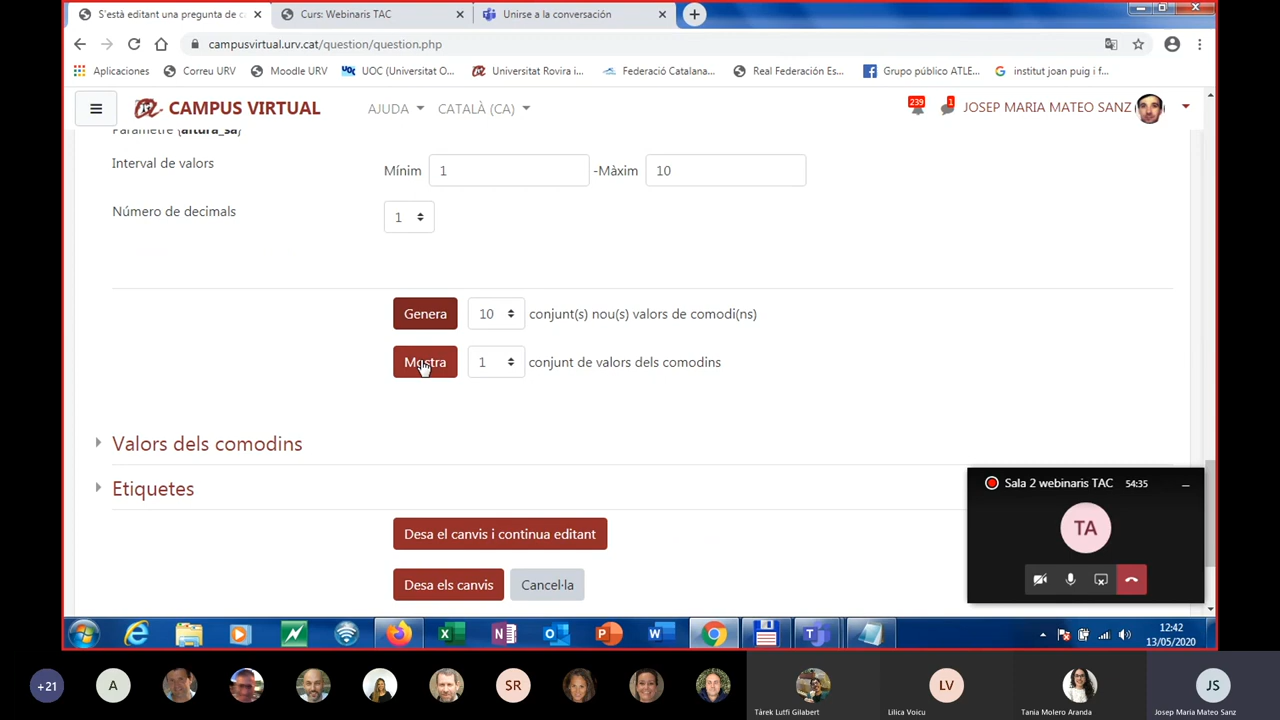 S'està editant una pregunta de c
Curs: Webinaris TAC
Unirse a la conversación
campusvirtual.urv.cat/question/question.php
Aplicaciones
Correu URV
Moodle URV
UOC (Universitat O...
Universitat Rovira i...
Federació Catalana...
Real Federación Es...
Grupo público ATLE...
institut joan puig i f...
CAMPUS VIRTUAL
AJUDA
CATALÀ (CA)
239
1
JOSEP MARIA MATEO SANZ
Paràmetre {altura_sa}
Interval de valors
Mínim
1
-Màxim
10
Número de decimals
1
Genera
10
conjunt(s) nou(s) valors de comodi(ns)
Mostra
1
conjunt de valors dels comodins
Valors dels comodins
Etiquetes
Desa el canvis i continua editant
Desa els canvis
Cancel·la
Sala 2 webinaris TAC
54:35
TA
12:42
13/05/2020
+21
A
SR
Tàrek Lutfi Gilabert
LV
Lilica Voicu
Tania Molero Aranda
JS
Josep Maria Mateo Sanz